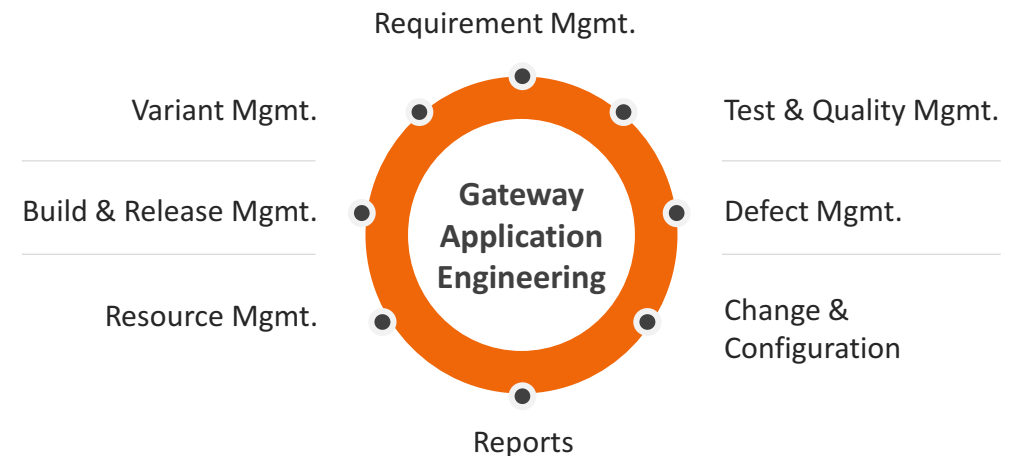 Requirement Mgmt.
Variant Mgmt.
Test & Quality Mgmt.
Build & Release Mgmt.
Gateway
Application
Engineering
Defect Mgmt.
Resource Mgmt.
Change &
Configuration
Reports